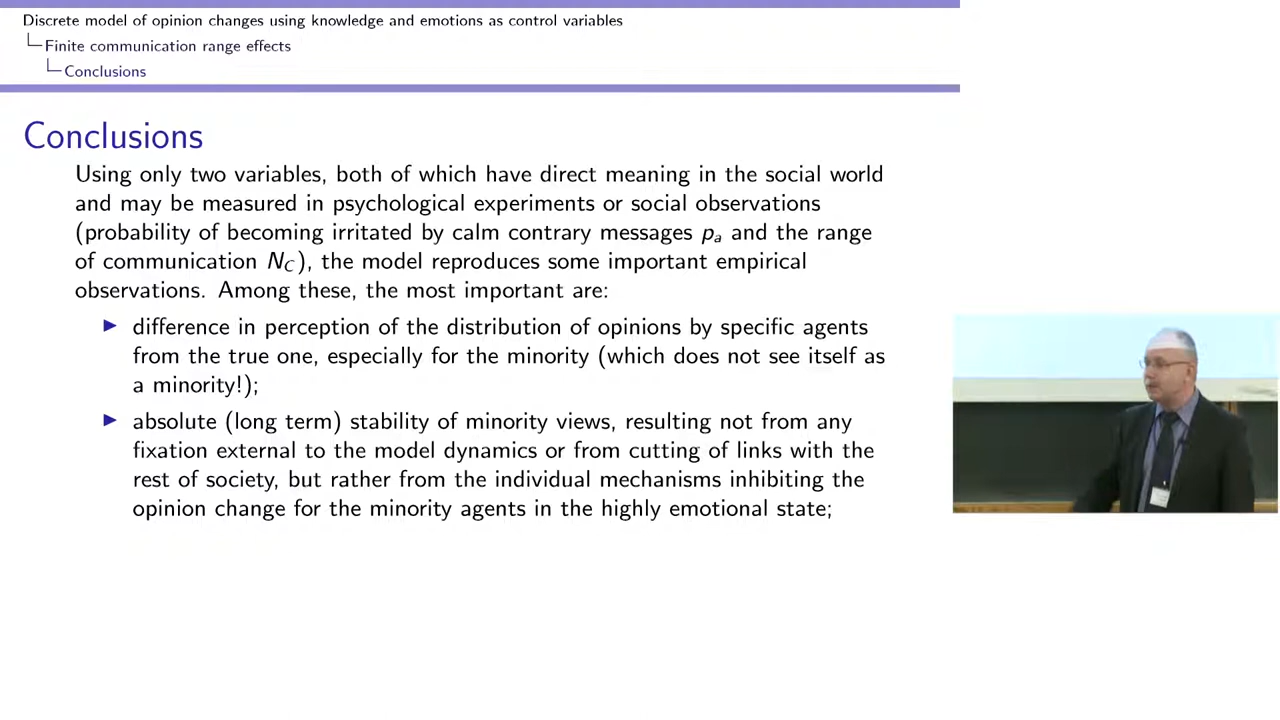 Discrete model of opinion changes using knowledge and emotions as control variables
Finite communication range effects
Conclusions
Conclusions
Using only two variables, both of which have direct meaning in the social world
and may be measured in psychological experiments or social observations
(probability of becoming irritated by calm contrary messages pₐ and the range
of communication N_C), the model reproduces some important empirical
observations. Among these, the most important are:
▶ difference in perception of the distribution of opinions by specific agents
from the true one, especially for the minority (which does not see itself as
a minority!);
▶ absolute (long term) stability of minority views, resulting not from any
fixation external to the model dynamics or from cutting of links with the
rest of society, but rather from the individual mechanisms inhibiting the
opinion change for the minority agents in the highly emotional state;